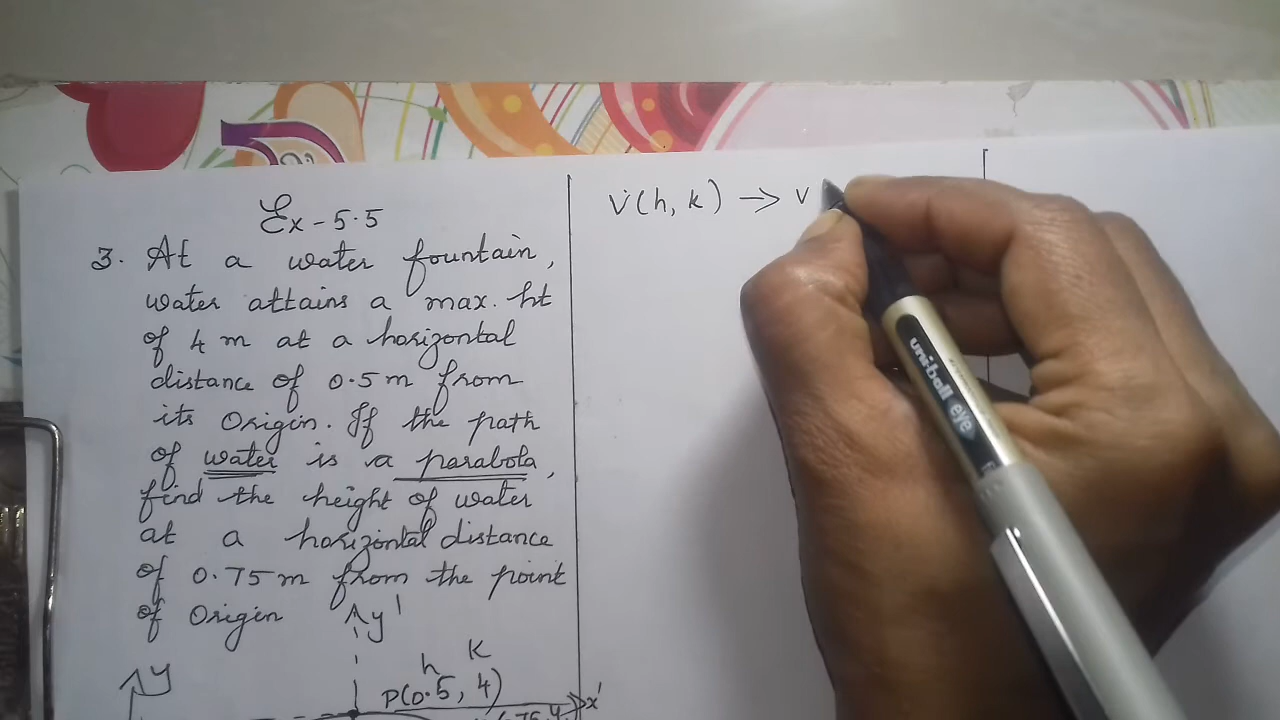 Ex-5.5
3. At a water fountain,
water attains a max. ht
of 4 m at a horizontal
distance of 0.5 m from
its Origin. If the path
of water is a parabola,
find the height of water
at a horizontal distance
of 0.75 m from the point
of Origin
y'
y
h k
P(0.5, 4)
x'
V(h, k) → V
uni-ball eye